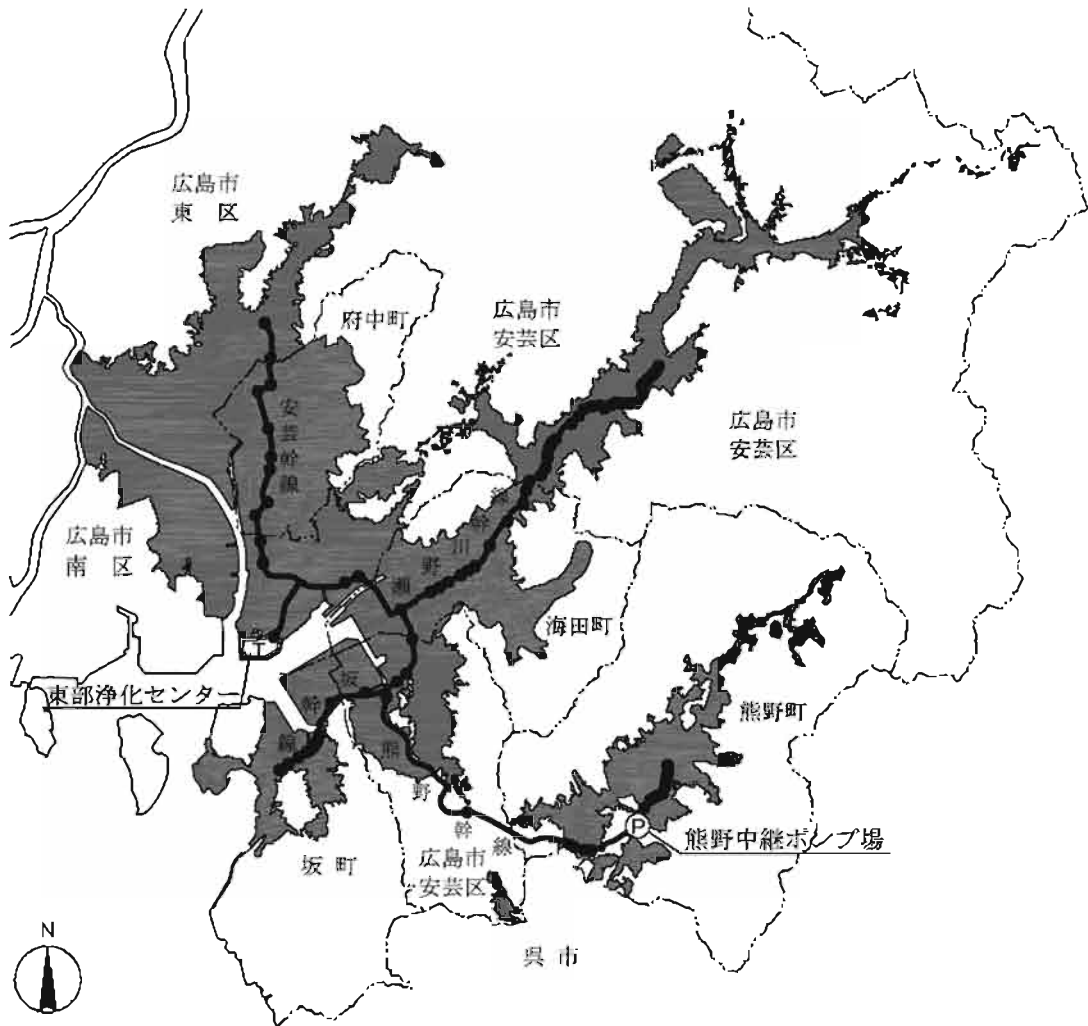 広島市
東 区
府中町
広島市
安芸区
広島市
安芸区
安芸幹線
広島市
南 区
瀬野川幹線
海田町
東部浄化センター
T
坂幹線
熊野町
熊野幹線
P
熊野中継ポンプ場
坂 町
広島市
安芸区
呉 市
N